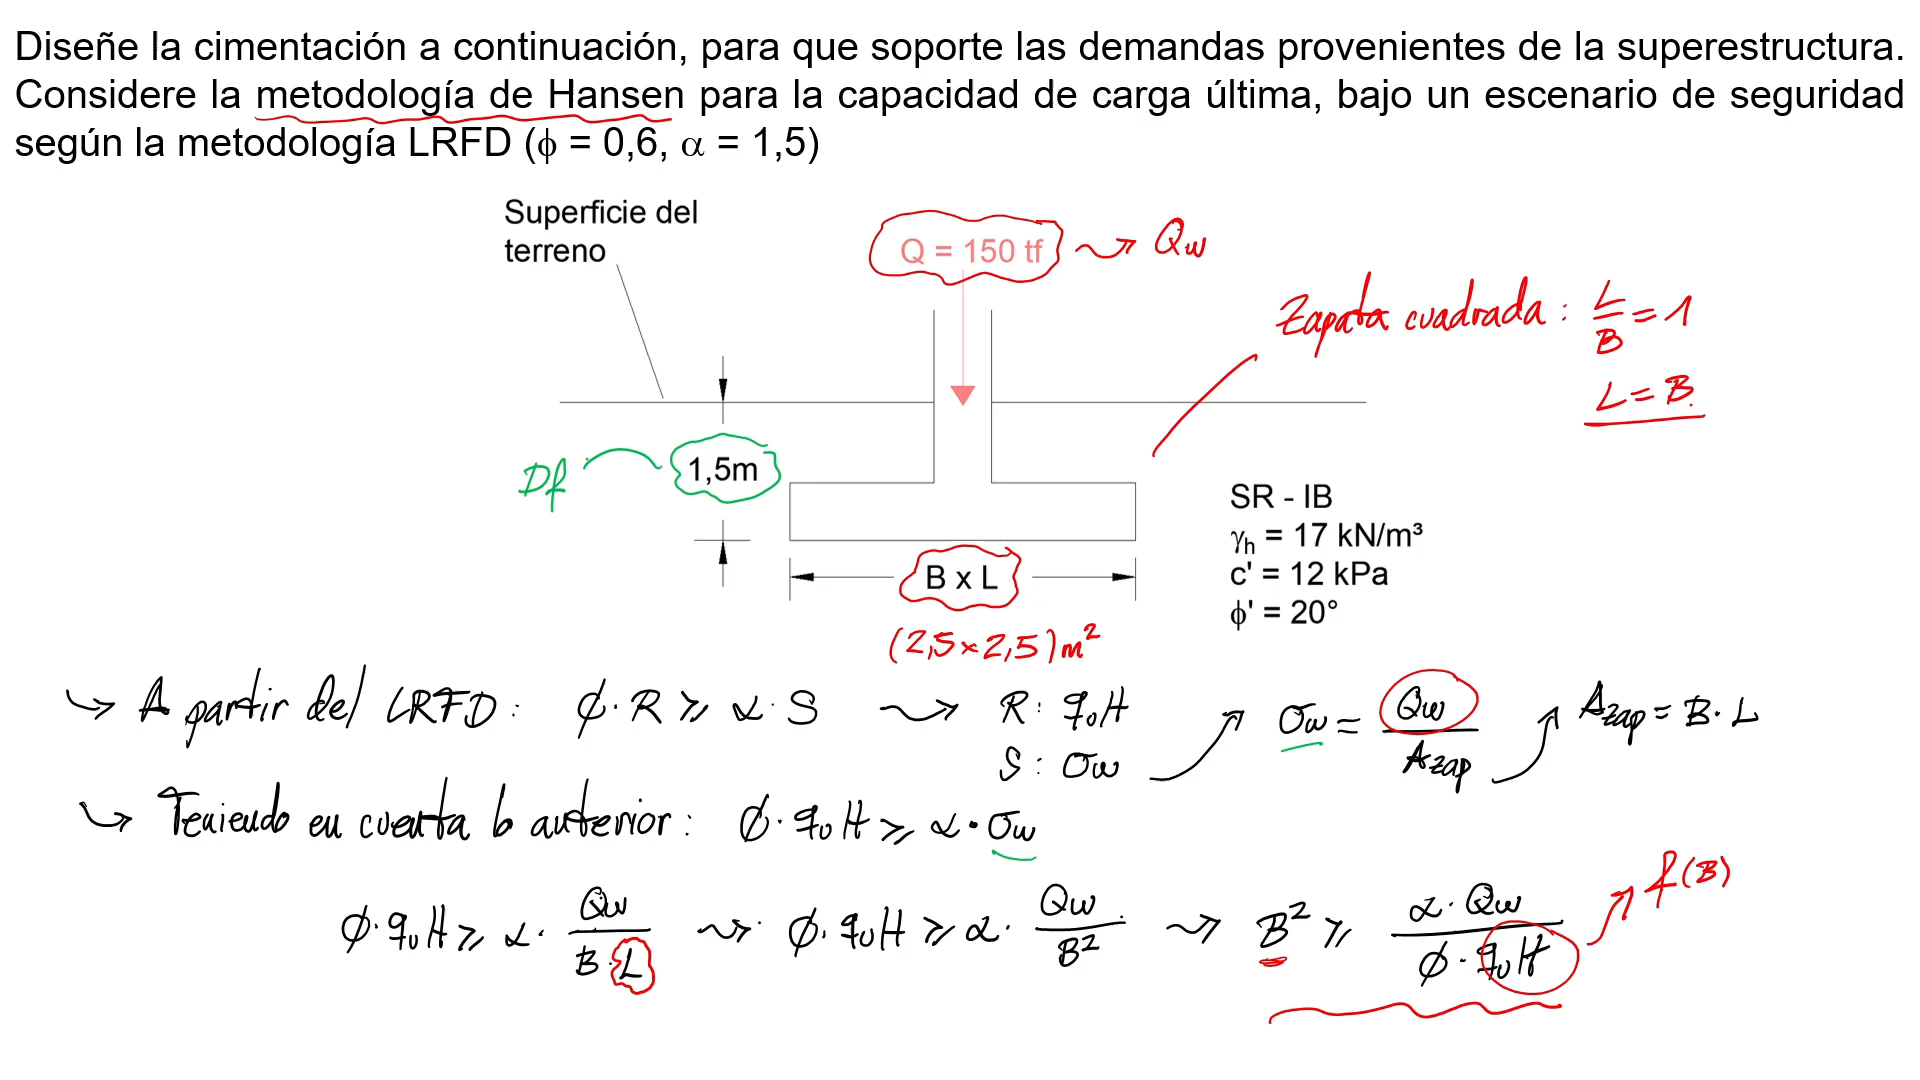 Diseñe la cimentación a continuación, para que soporte las demandas provenientes de la superestructura.
Considere la metodología de Hansen para la capacidad de carga última, bajo un escenario de seguridad
según la metodología LRFD (ϕ = 0,6, α = 1,5)
Superficie del
terreno
Q = 150 tf ⇝ Qw
Zapata cuadrada : L/B = 1
L = B.
Df
1,5m
SR - IB
γh = 17 kN/m³
c' = 12 kPa
ϕ' = 20°
B x L
(2,5 x 2,5) m²
↪ A partir del LRFD : ϕ · R ≥ α · S ⇝ R : quH
S : σw
σw = Qw/Azap
Azap = B · L
↪ Teniendo en cuenta lo anterior : ϕ · quH ≥ α · σw
ϕ · quH ≥ α · Qw/(B · L) ⇝ ϕ · quH ≥ α · Qw/B² ⇝ B² ≥ (α · Qw)/(ϕ · quH)
f(B)